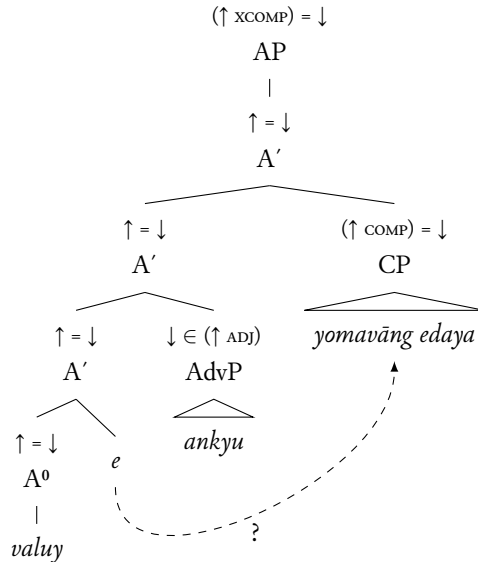 (↑ XCOMP) = ↓
AP
↑ = ↓
A′
↑ = ↓ (↑ COMP) = ↓
A′ CP
↑ = ↓ ↓ ∈ (↑ ADJ) yomavāng edaya
A′ AdvP
↑ = ↓ e ankyu
A⁰
?
valuy